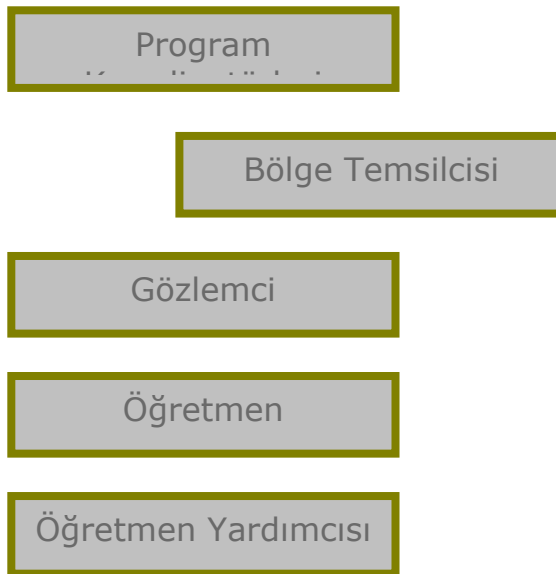 Program
Bölge Temsilcisi
Gözlemci
Öğretmen
Öğretmen Yardımcısı